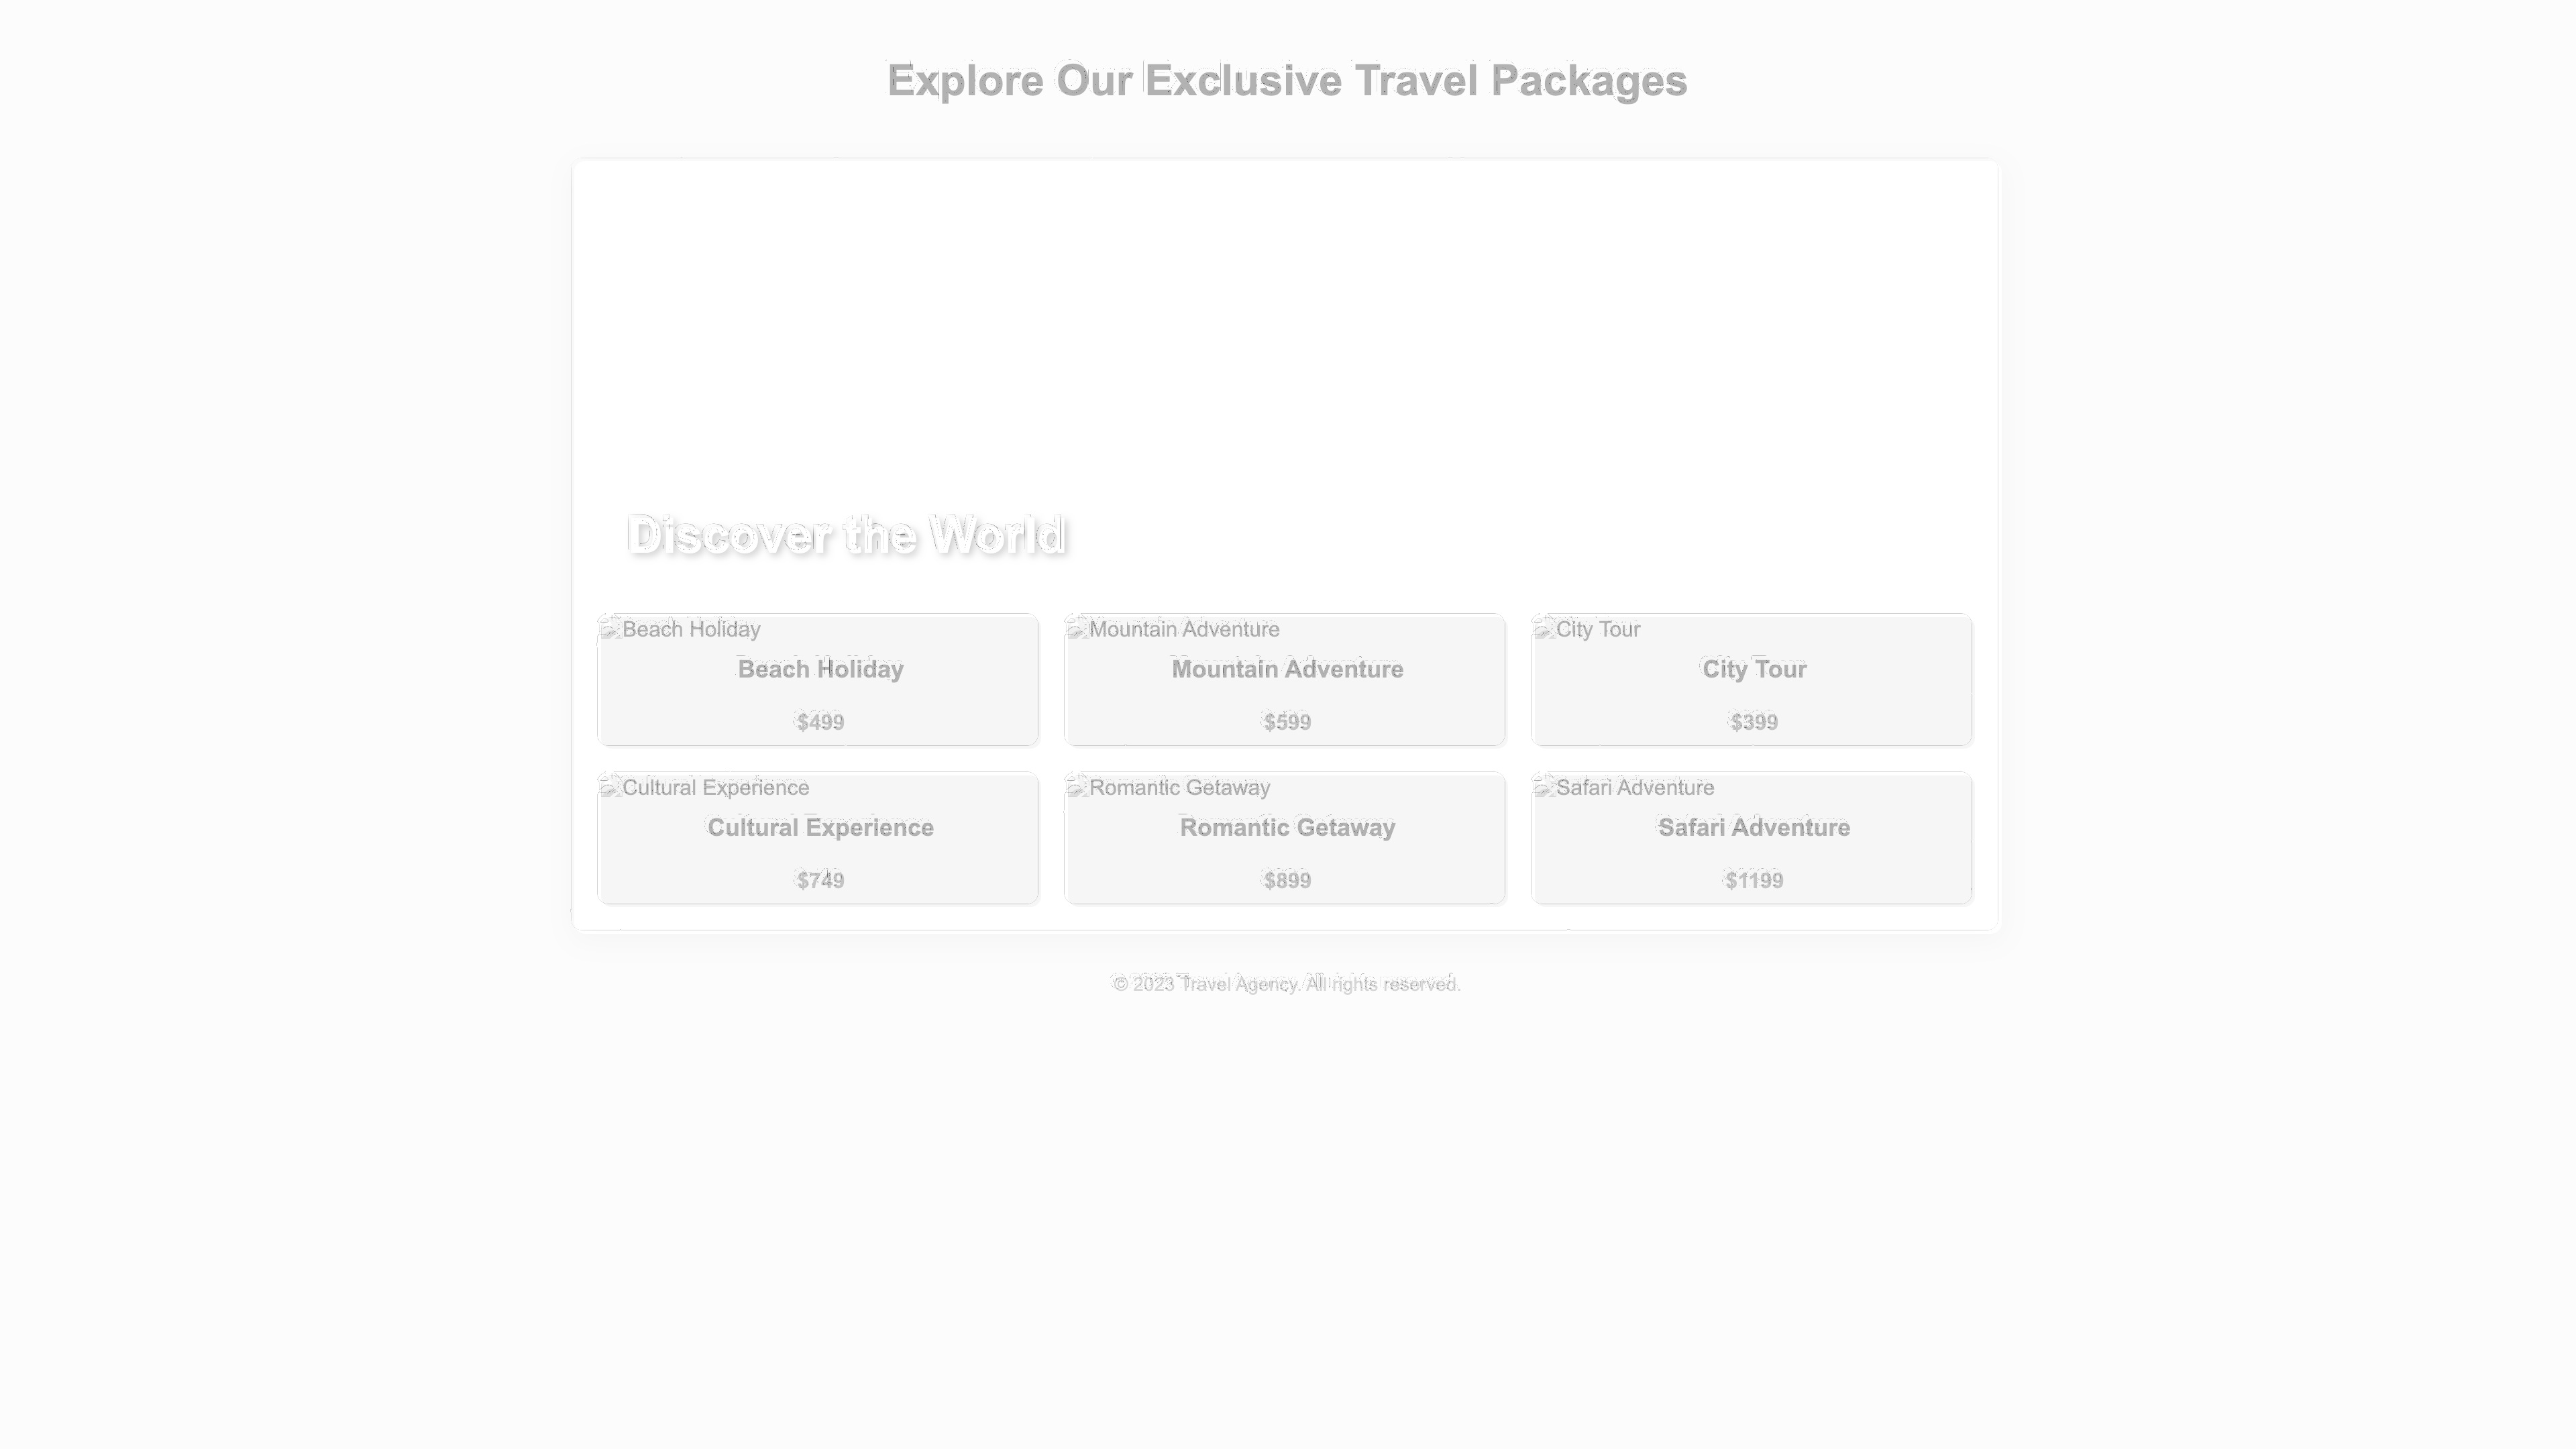 Explore Our Exclusive Travel Packages
Discover the World
Beach Holiday
Beach Holiday
$499
Mountain Adventure
Mountain Adventure
$599
City Tour
City Tour
$399
Cultural Experience
Cultural Experience
$749
Romantic Getaway
Romantic Getaway
$899
Safari Adventure
Safari Adventure
$1199
© 2023 Travel Agency. All rights reserved.